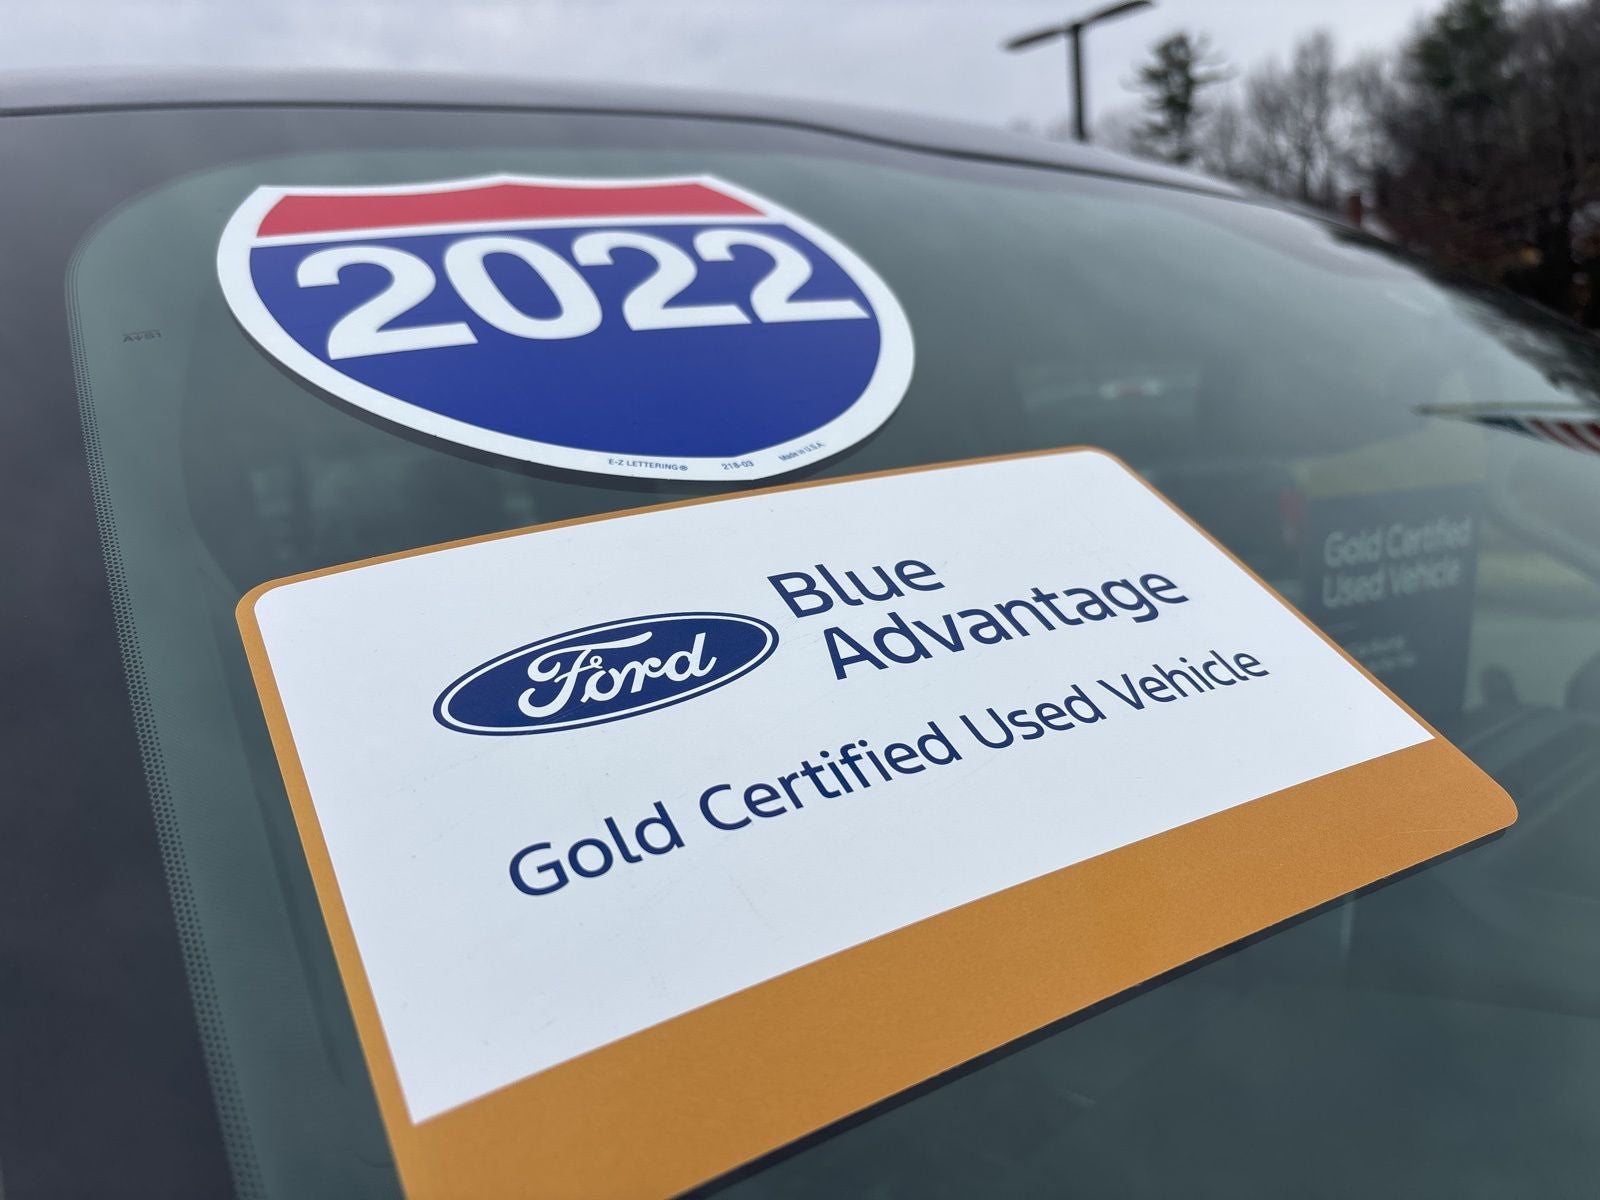 2022
E-Z LETTERING® 218-03 Made in U.S.A.
Ford
Blue
Advantage
Gold Certified Used Vehicle
Gold Certified
Used Vehicle